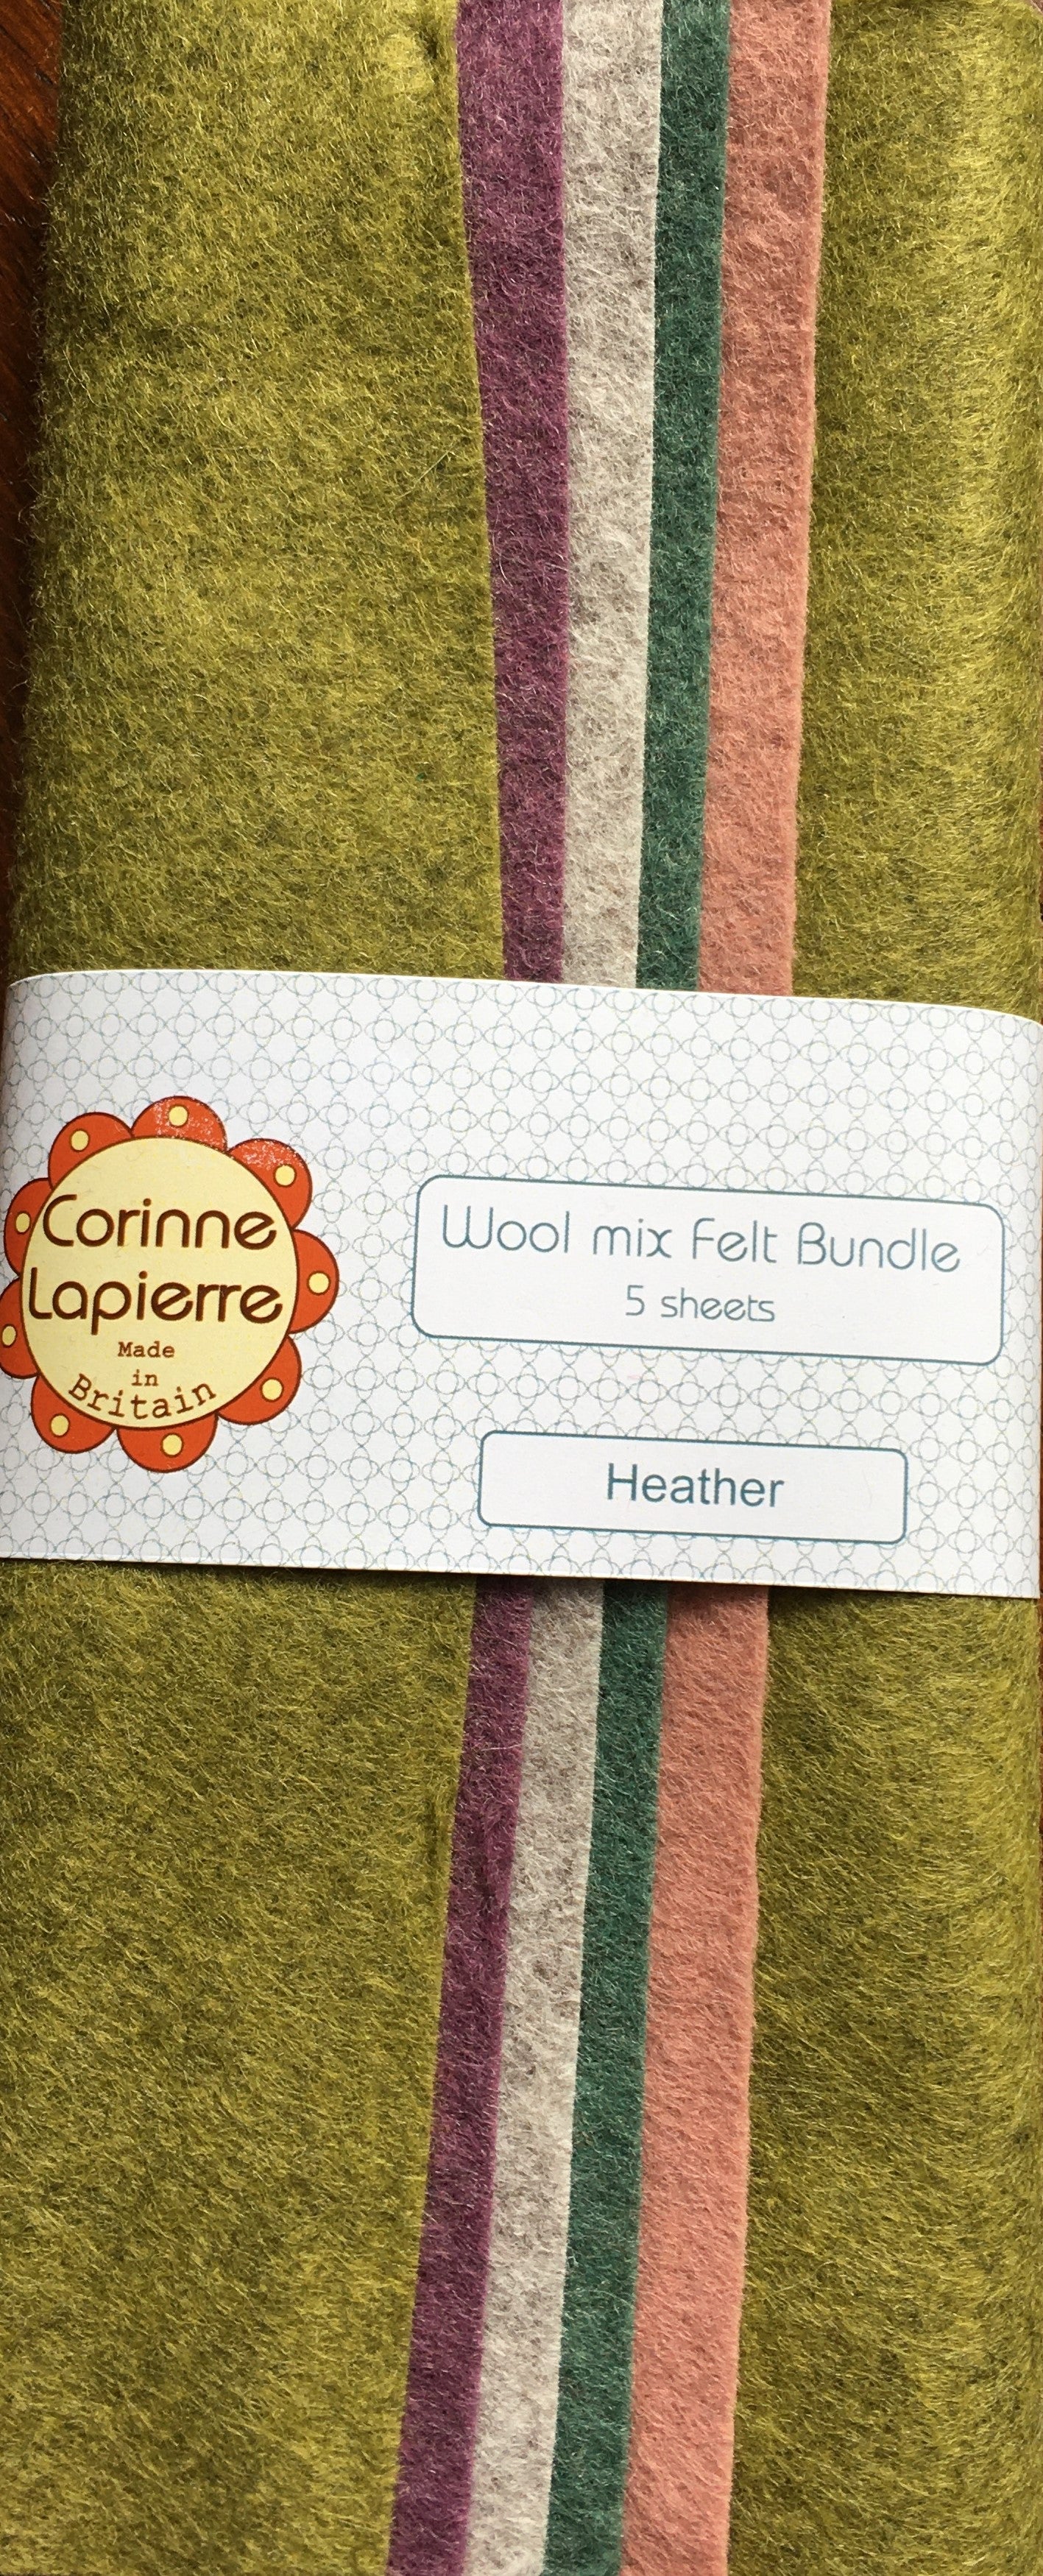 Corinne
Lapierre
Made
in
Britain
Wool mix Felt Bundle
5 sheets
Heather